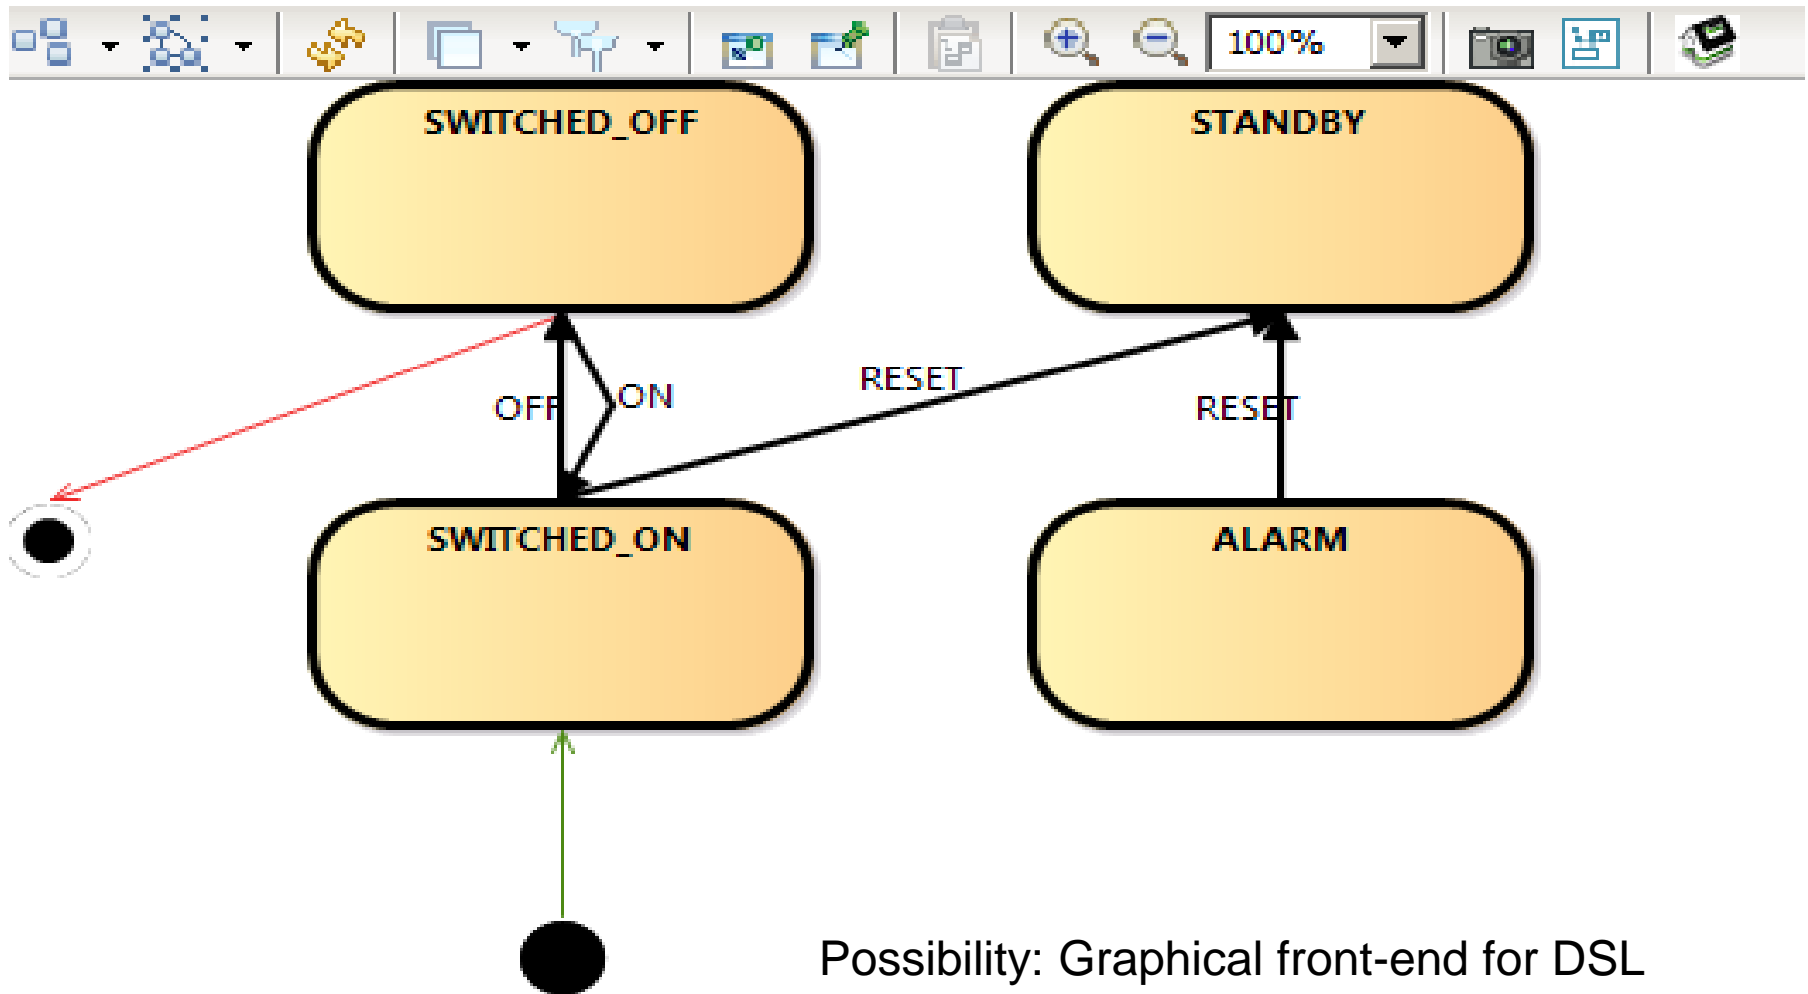 100%
SWITCHED_OFF
STANDBY
RESET
OFF
ON
RESET
SWITCHED_ON
ALARM
Possibility: Graphical front-end for DSL